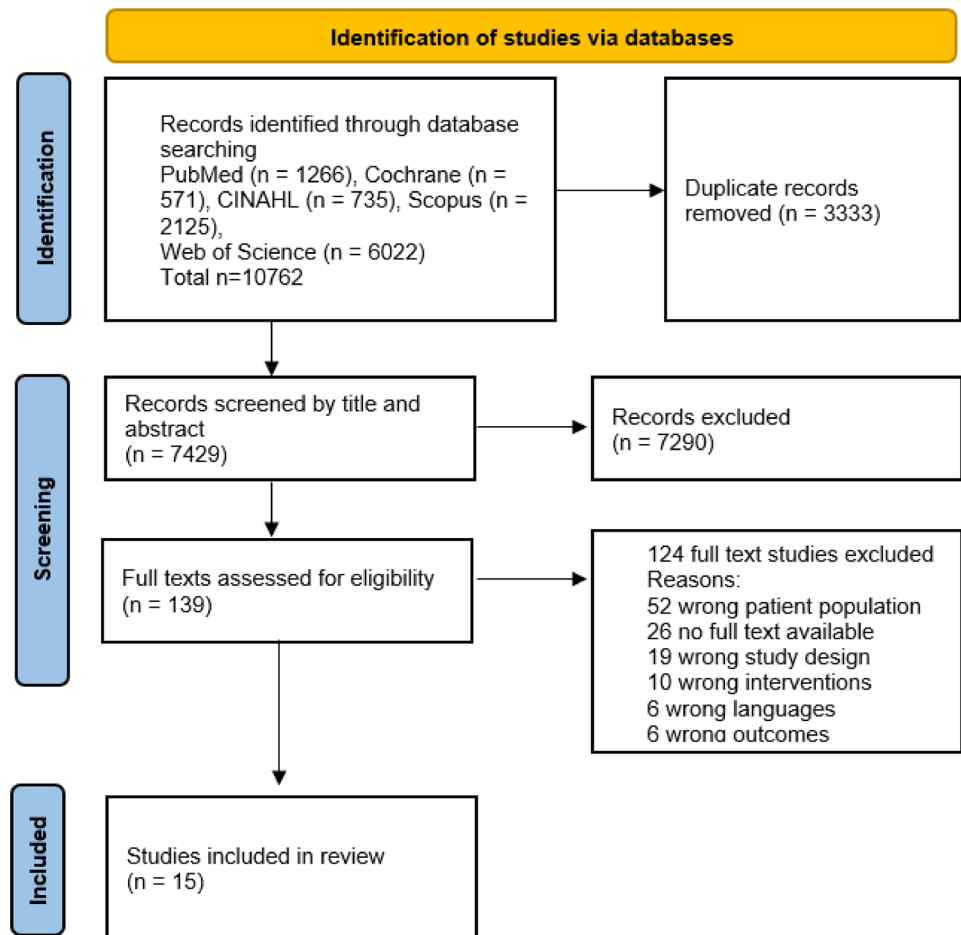 Identification of studies via databases
Identification
Records identified through database
searching
PubMed (n = 1266), Cochrane (n =
571), CINAHL (n = 735), Scopus (n =
2125),
Web of Science (n = 6022)
Total n=10762
Duplicate records
removed (n = 3333)
Screening
Records screened by title and
abstract
(n = 7429)
Records excluded
(n = 7290)
Full texts assessed for eligibility
(n = 139)
124 full text studies excluded
Reasons:
52 wrong patient population
26 no full text available
19 wrong study design
10 wrong interventions
6 wrong languages
6 wrong outcomes
Included
Studies included in review
(n = 15)